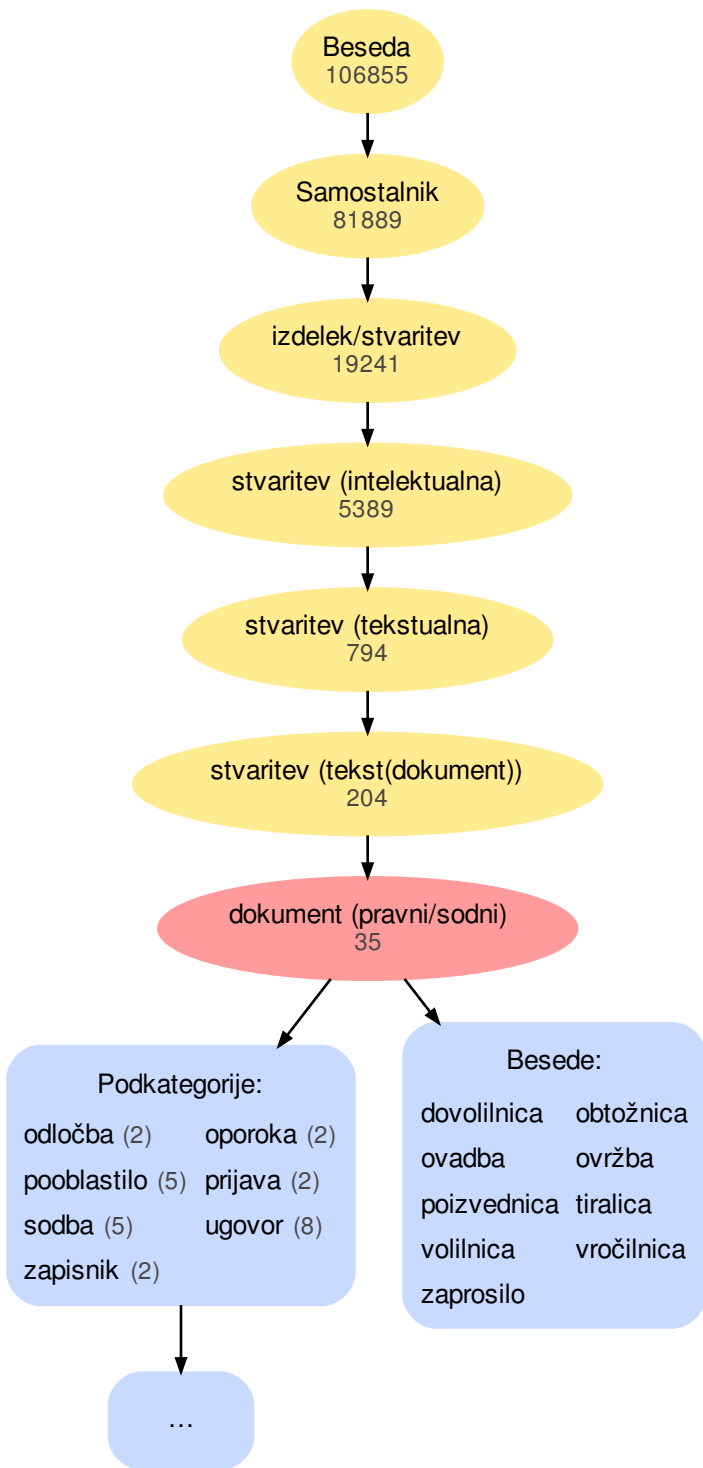 Beseda
106855
Samostalnik
81889
izdelek/stvaritev
19241
stvaritev (intelektualna)
5389
stvaritev (tekstualna)
794
stvaritev (tekst(dokument))
204
dokument (pravni/sodni)
35
Podkategorije:
odločba (2) oporoka (2)
pooblastilo (5) prijava (2)
sodba (5) ugovor (8)
zapisnik (2)
...
Besede:
dovolilnica obtožnica
ovadba ovržba
poizvednica tiralica
volilnica vročilnica
zaprosilo